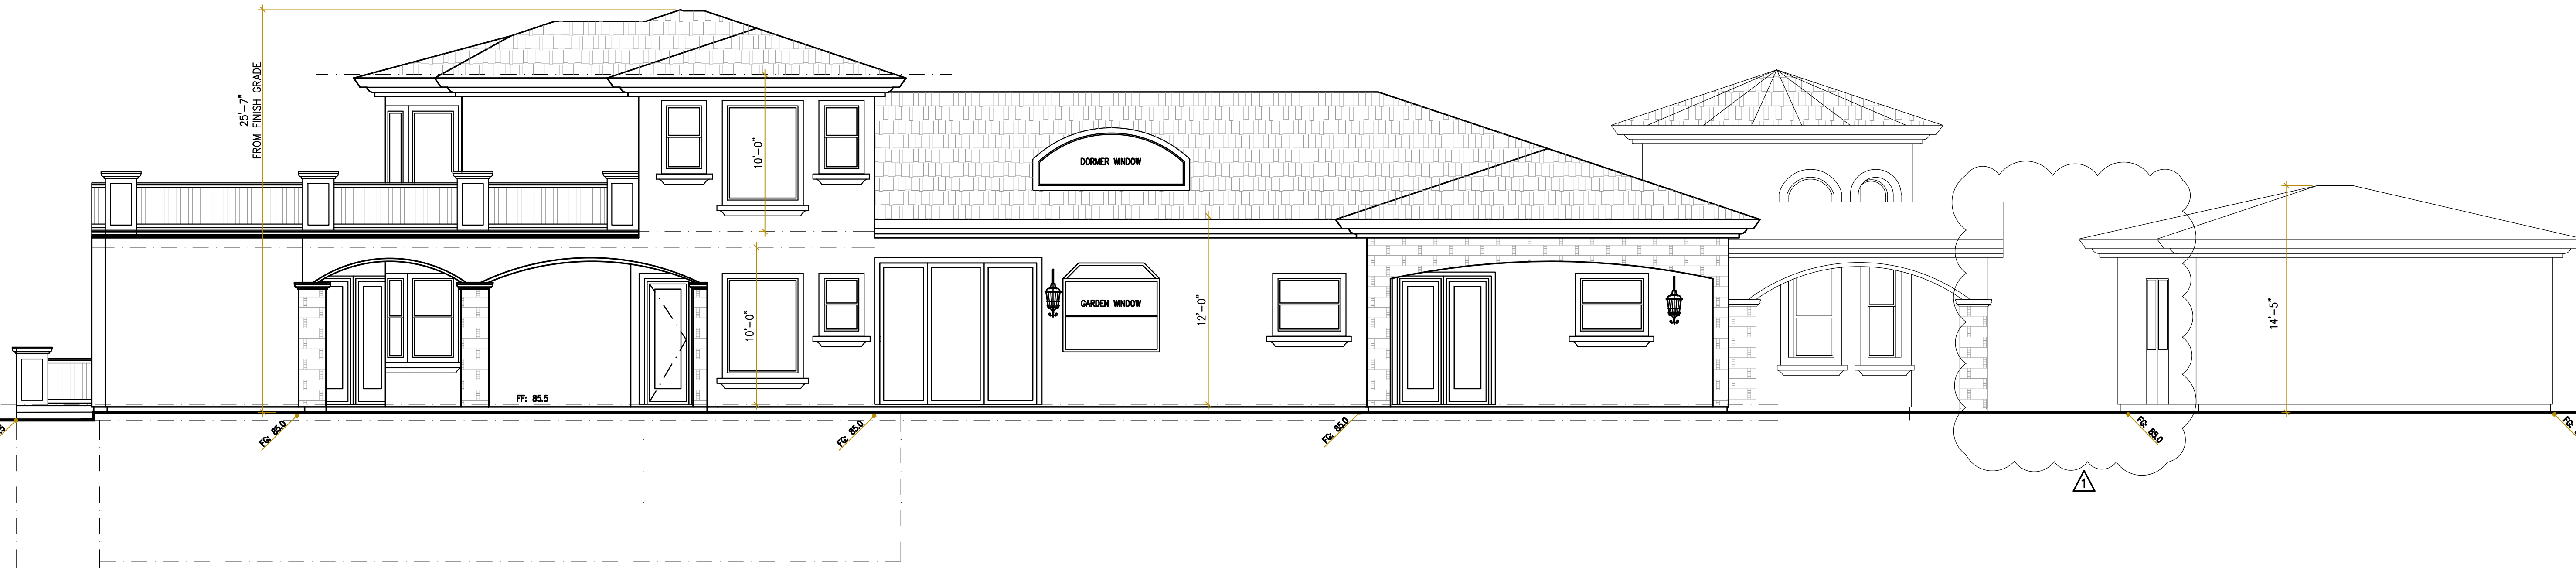 25'-7"
FROM FINISH GRADE
10'-0"
DORMER WINDOW
10'-0"
GARDEN WINDOW
12'-0"
14'-5"
FF: 85.5
FG: 85.0
FG: 85.0
FG: 85.0
FG: 85.0
FG:
1